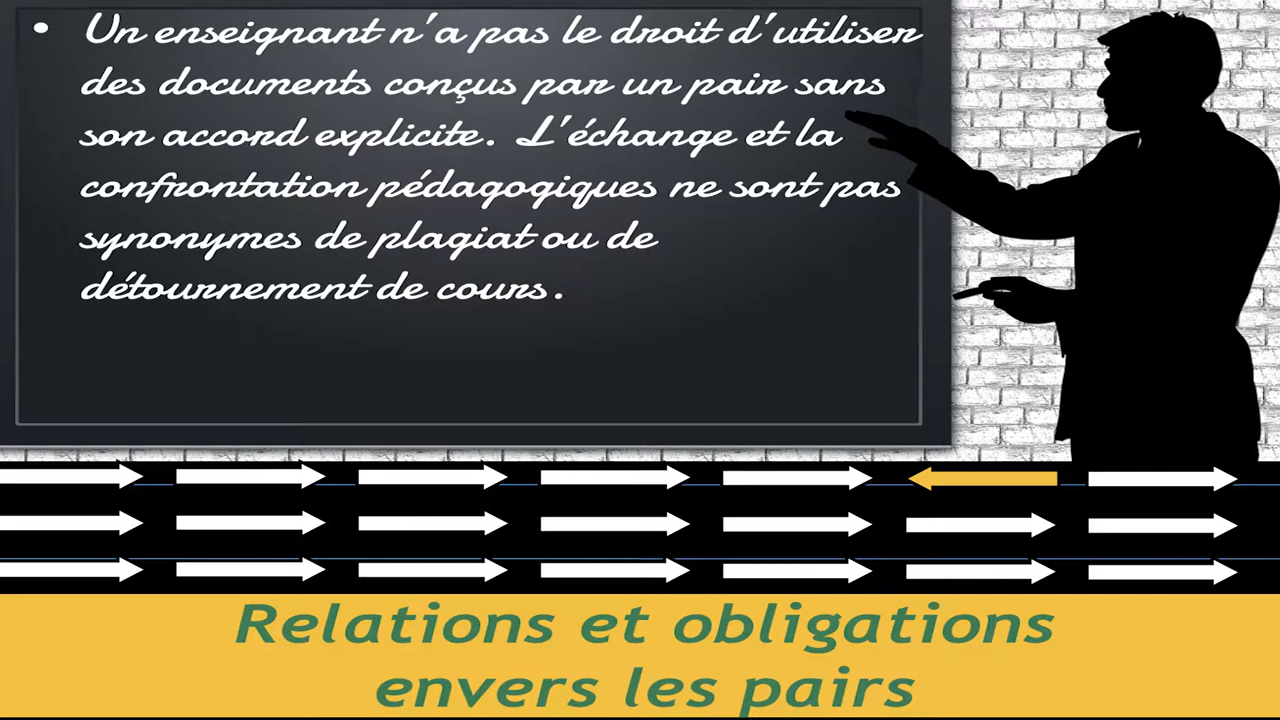 • Un enseignant n'a pas le droit d'utiliser
des documents conçus par un pair sans
son accord explicite. L'échange et la
confrontation pédagogiques ne sont pas
synonymes de plagiat ou de
détournement de cours.
Relations et obligations
envers les pairs